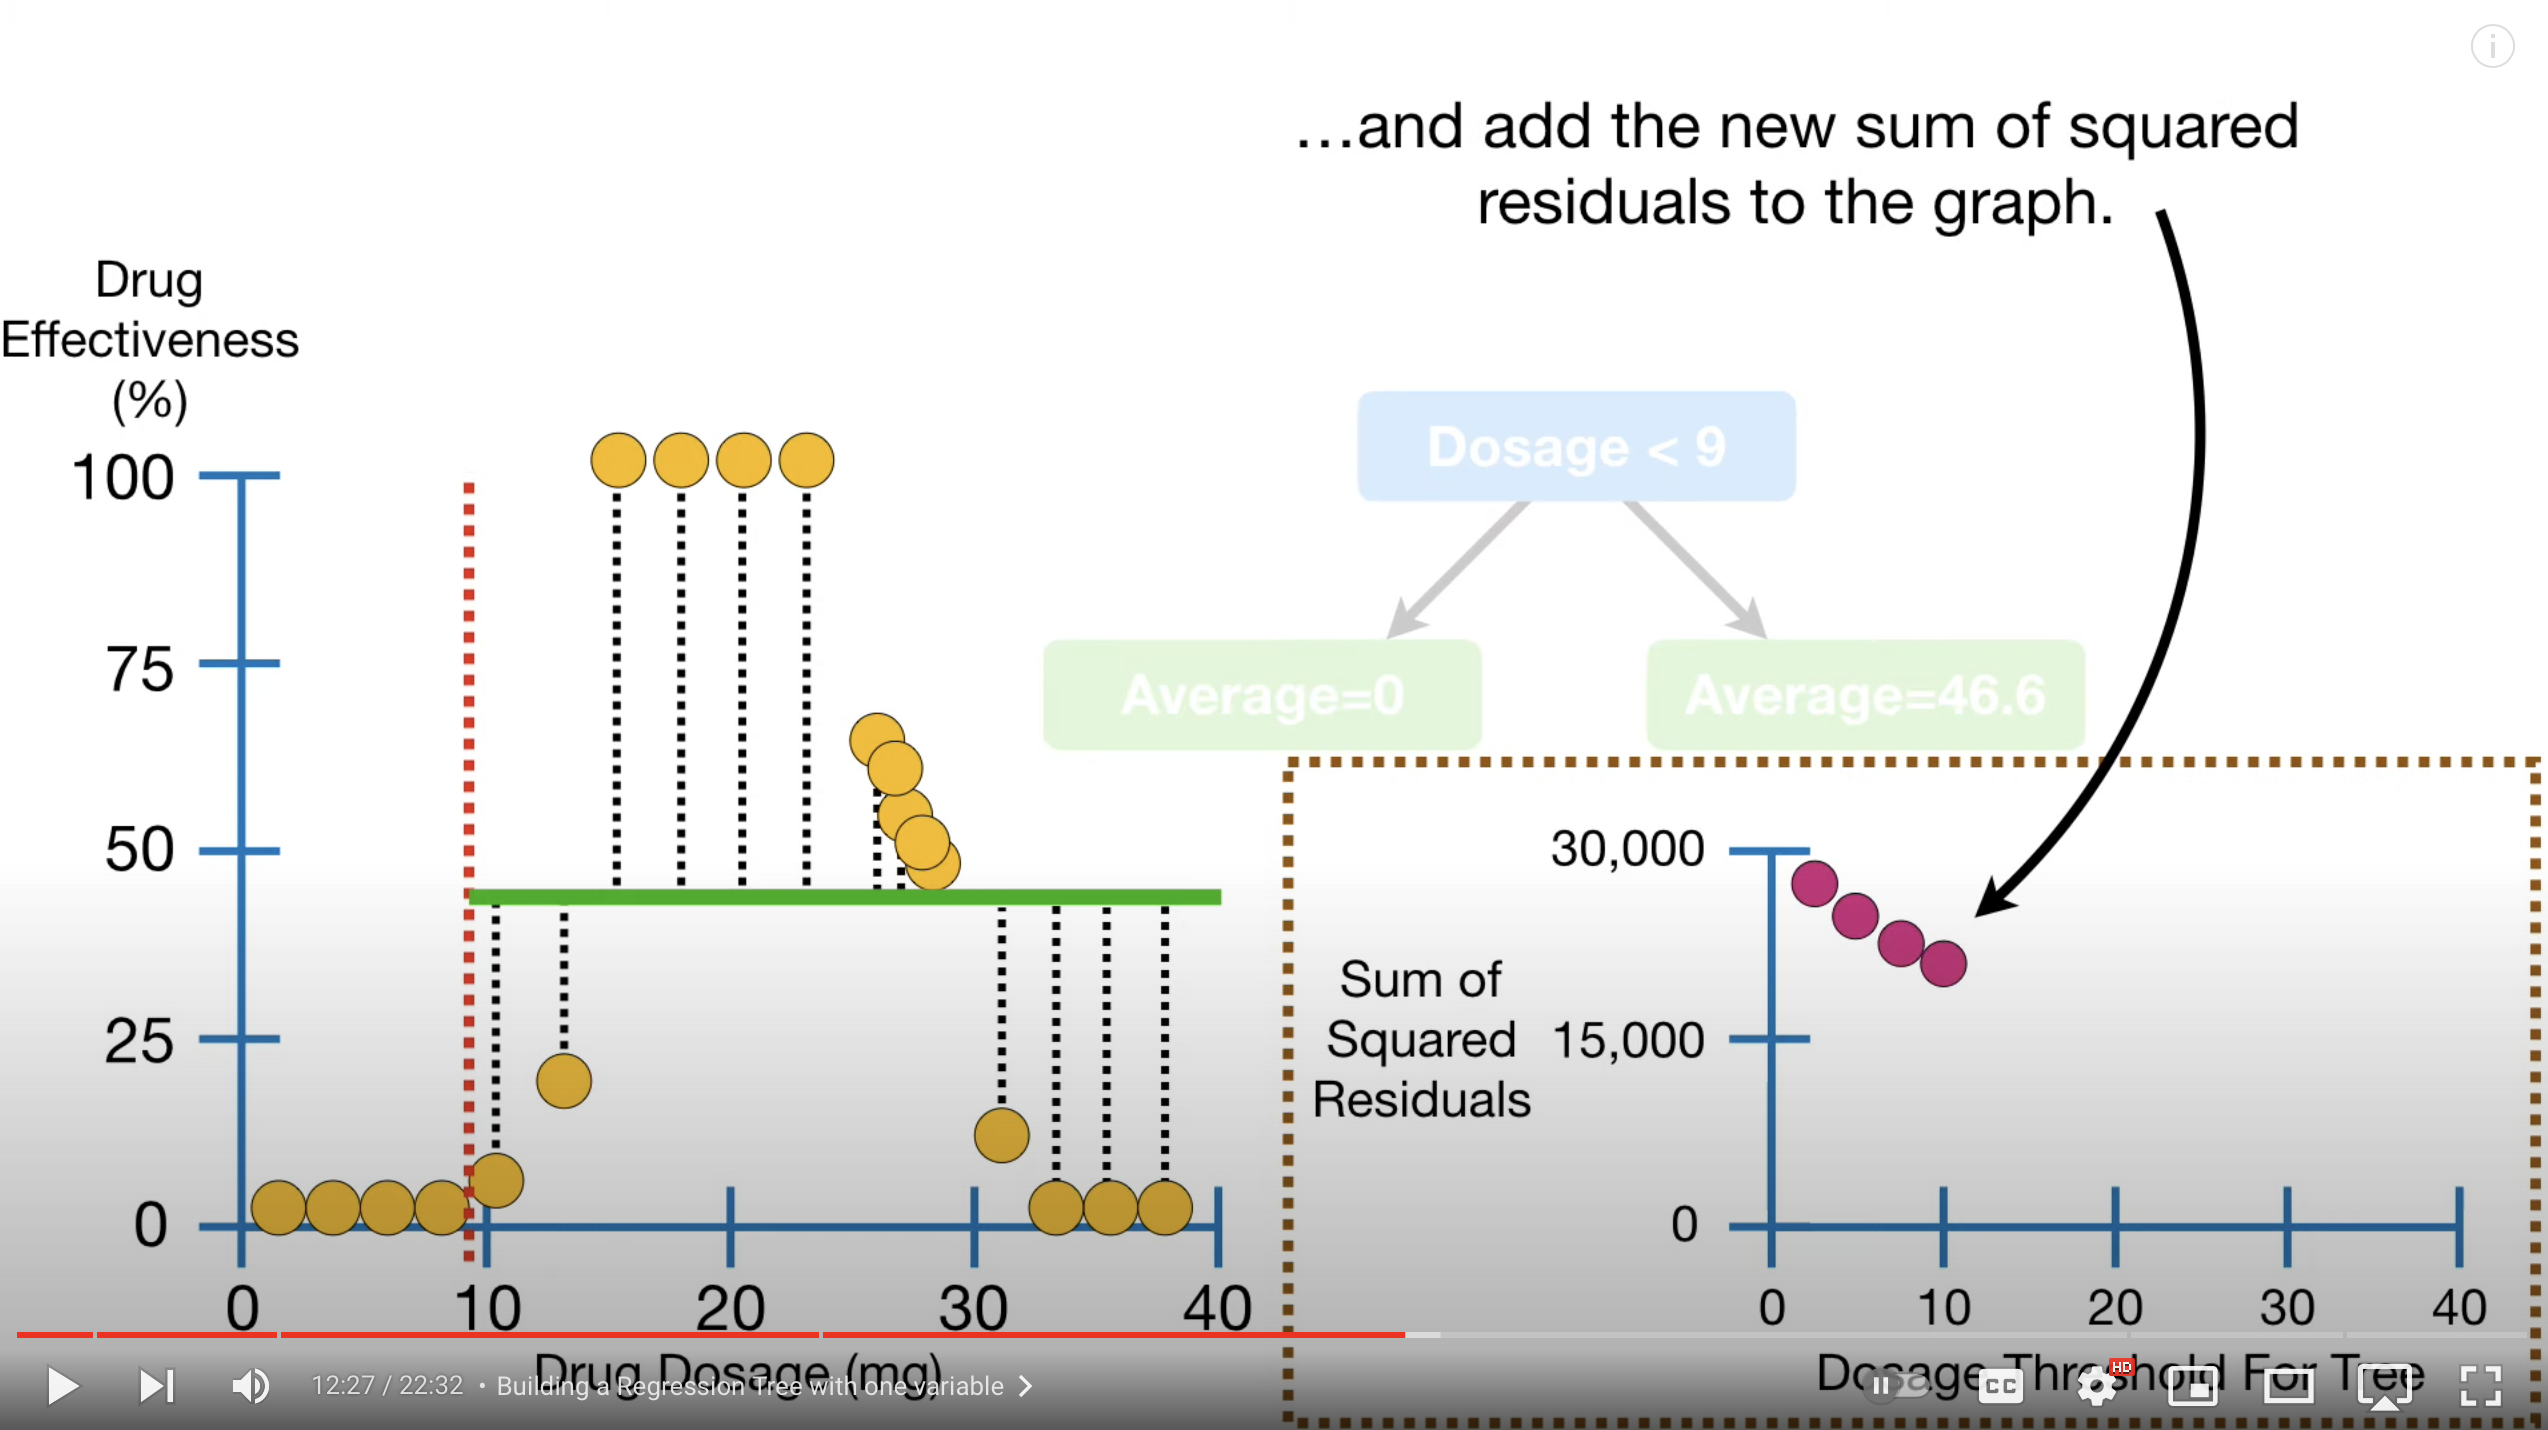 …and add the new sum of squared
residuals to the graph.
Drug
Effectiveness
(%)
100
75
50
25
0
0 10 20 30 40
Drug Dosage (mg)
Dosage < 9
Average=0 Average=46.6
30,000
15,000
0
Sum of
Squared
Residuals
0 10 20 30 40
Dosage Threshold For Tree
12:27 / 22:32 • Building a Regression Tree with one variable
CC
HD
i